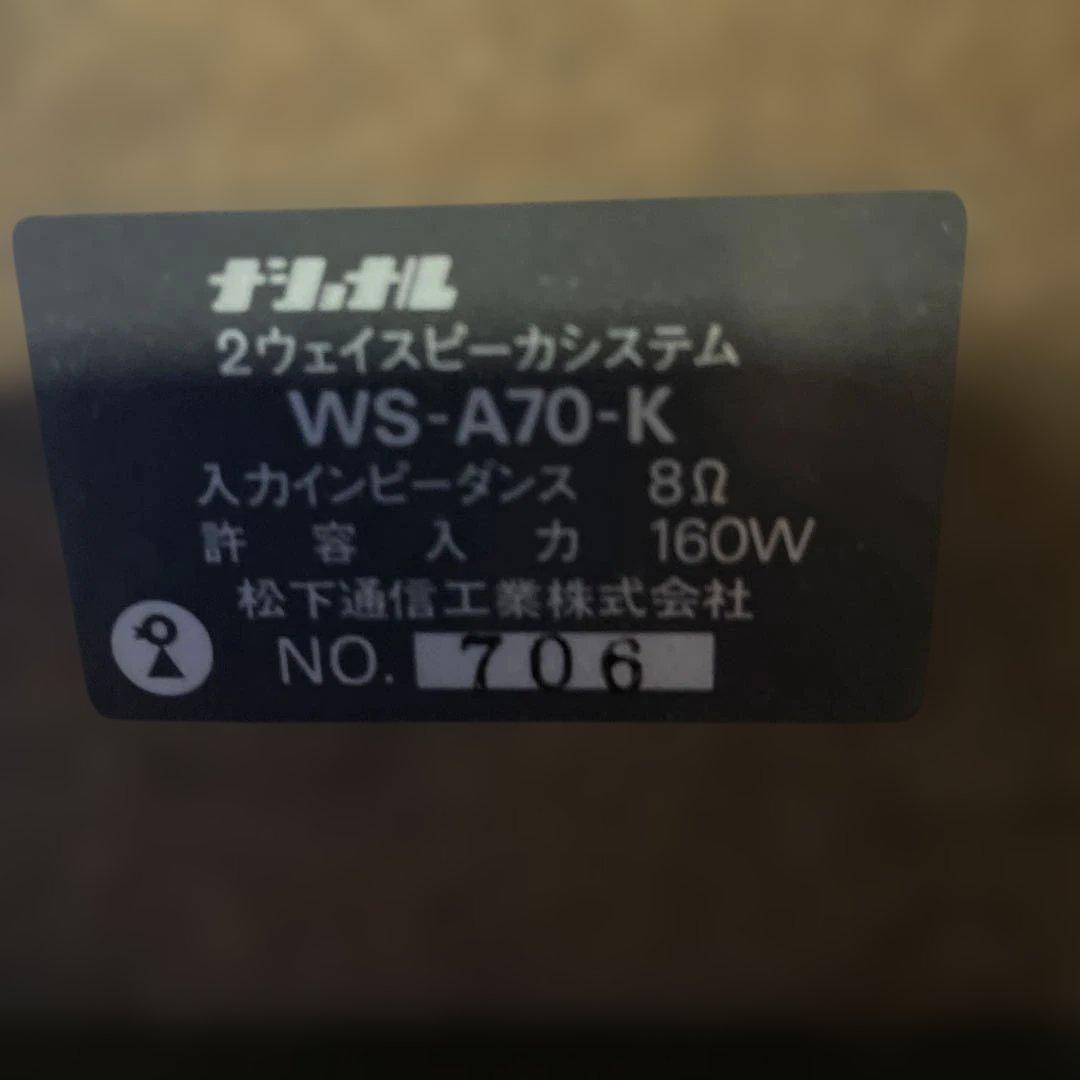 ナショナル
2ウェイスピーカシステム
WS-A70-K
入力インピーダンス 8Ω
許容入力 160W
松下通信工業株式会社
NO. 706